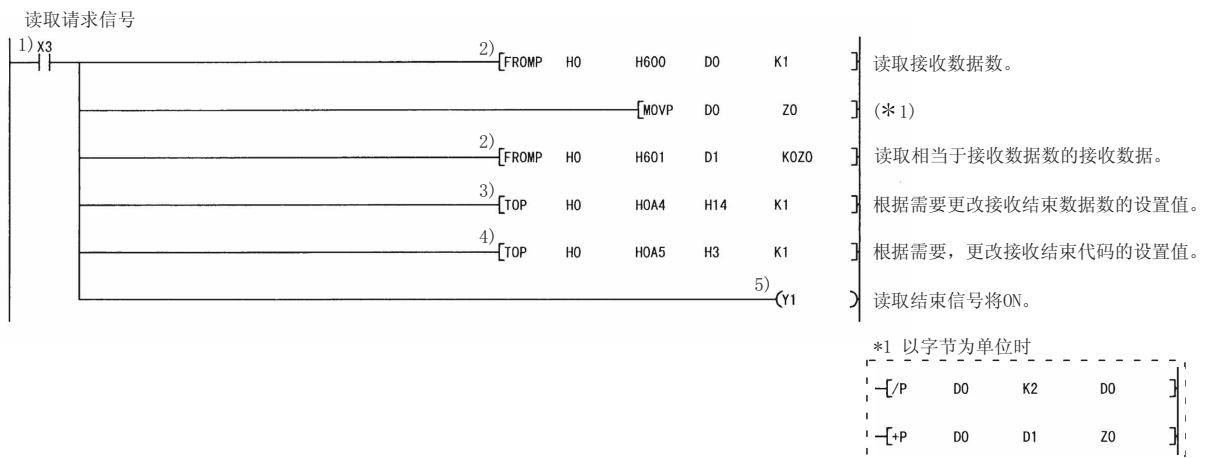 读取请求信号
1) X3 2) [FROMP H0 H600 D0 K1 ] 读取接收数据数。
[MOVP D0 Z0 ] (*1)
2) [FROMP H0 H601 D1 K0Z0 ] 读取相当于接收数据数的接收数据。
3) [TOP H0 H0A4 H14 K1 ] 根据需要更改接收结束数据数的设置值。
4) [TOP H0 H0A5 H3 K1 ] 根据需要，更改接收结束代码的设置值。
5) (Y1 ) 读取结束信号将ON。
*1 以字节为单位时
[/P D0 K2 D0 ]
[+P D0 D1 Z0 ]